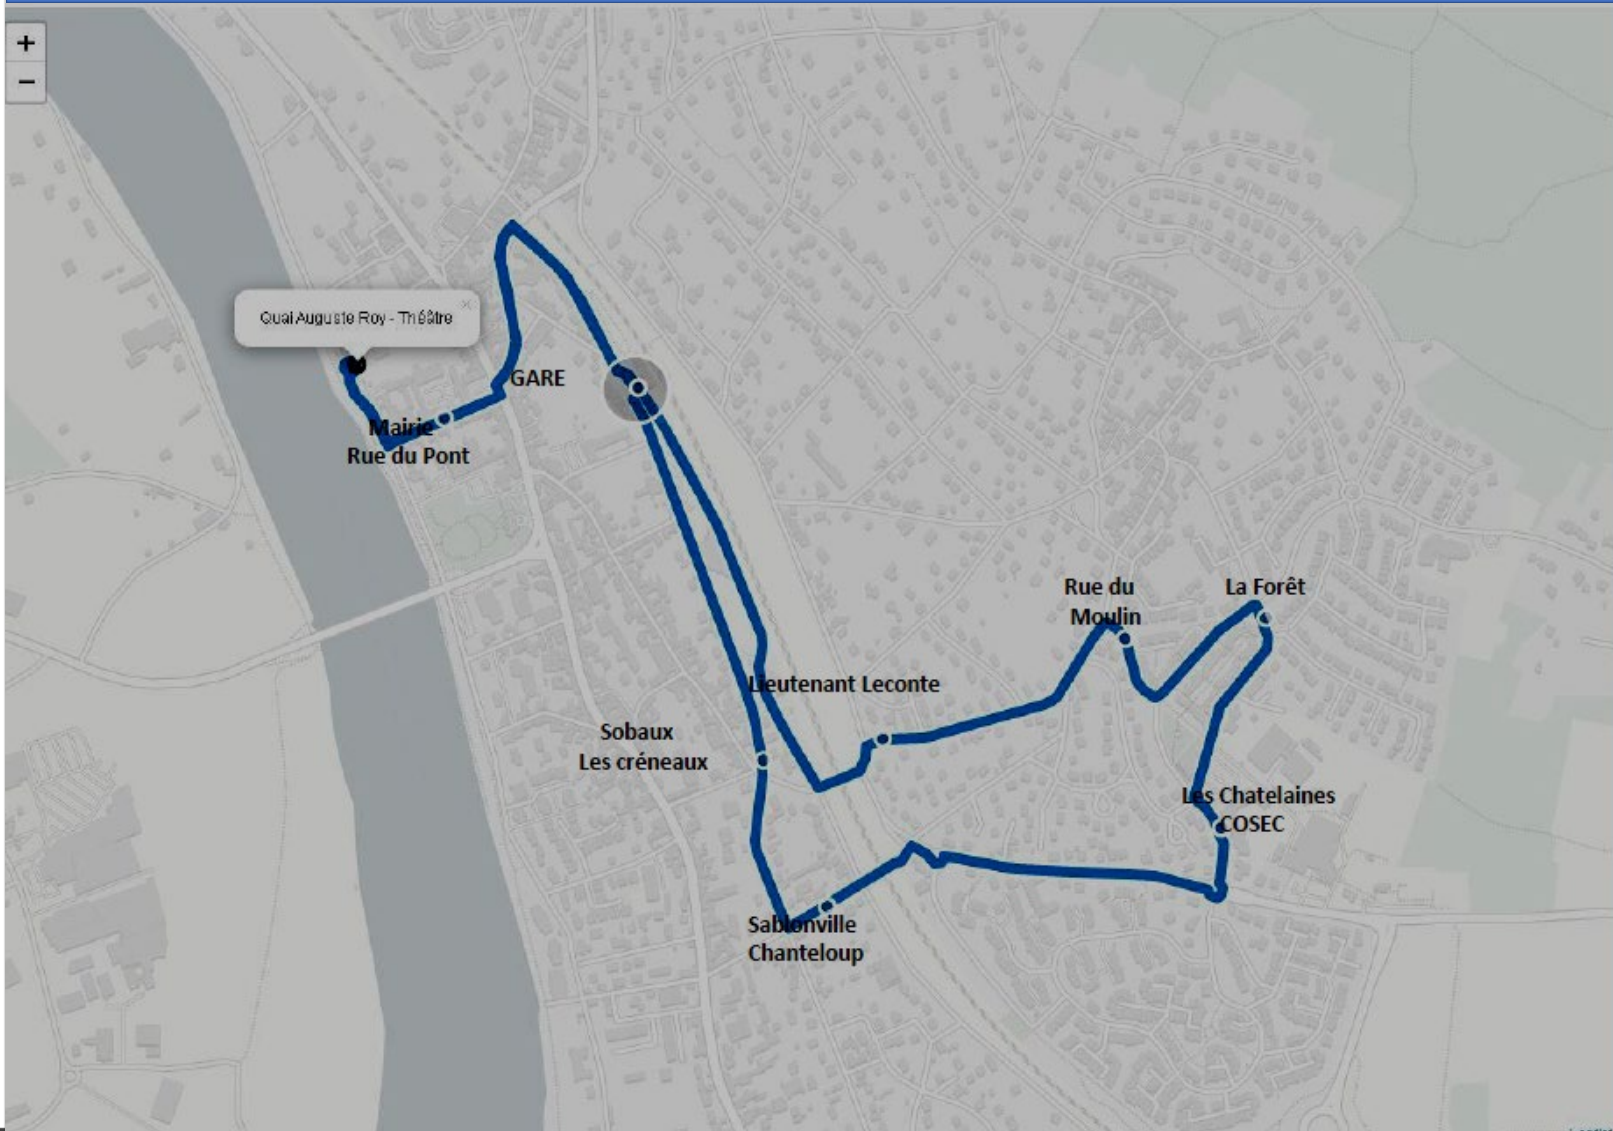 +
−
Quai Auguste Roy - Théâtre
×
GARE
Mairie
Rue du Pont
Rue du
Moulin
La Forêt
Lieutenant Leconte
Sobaux
Les créneaux
Les Chatelaines
COSEC
Sablonville
Chanteloup